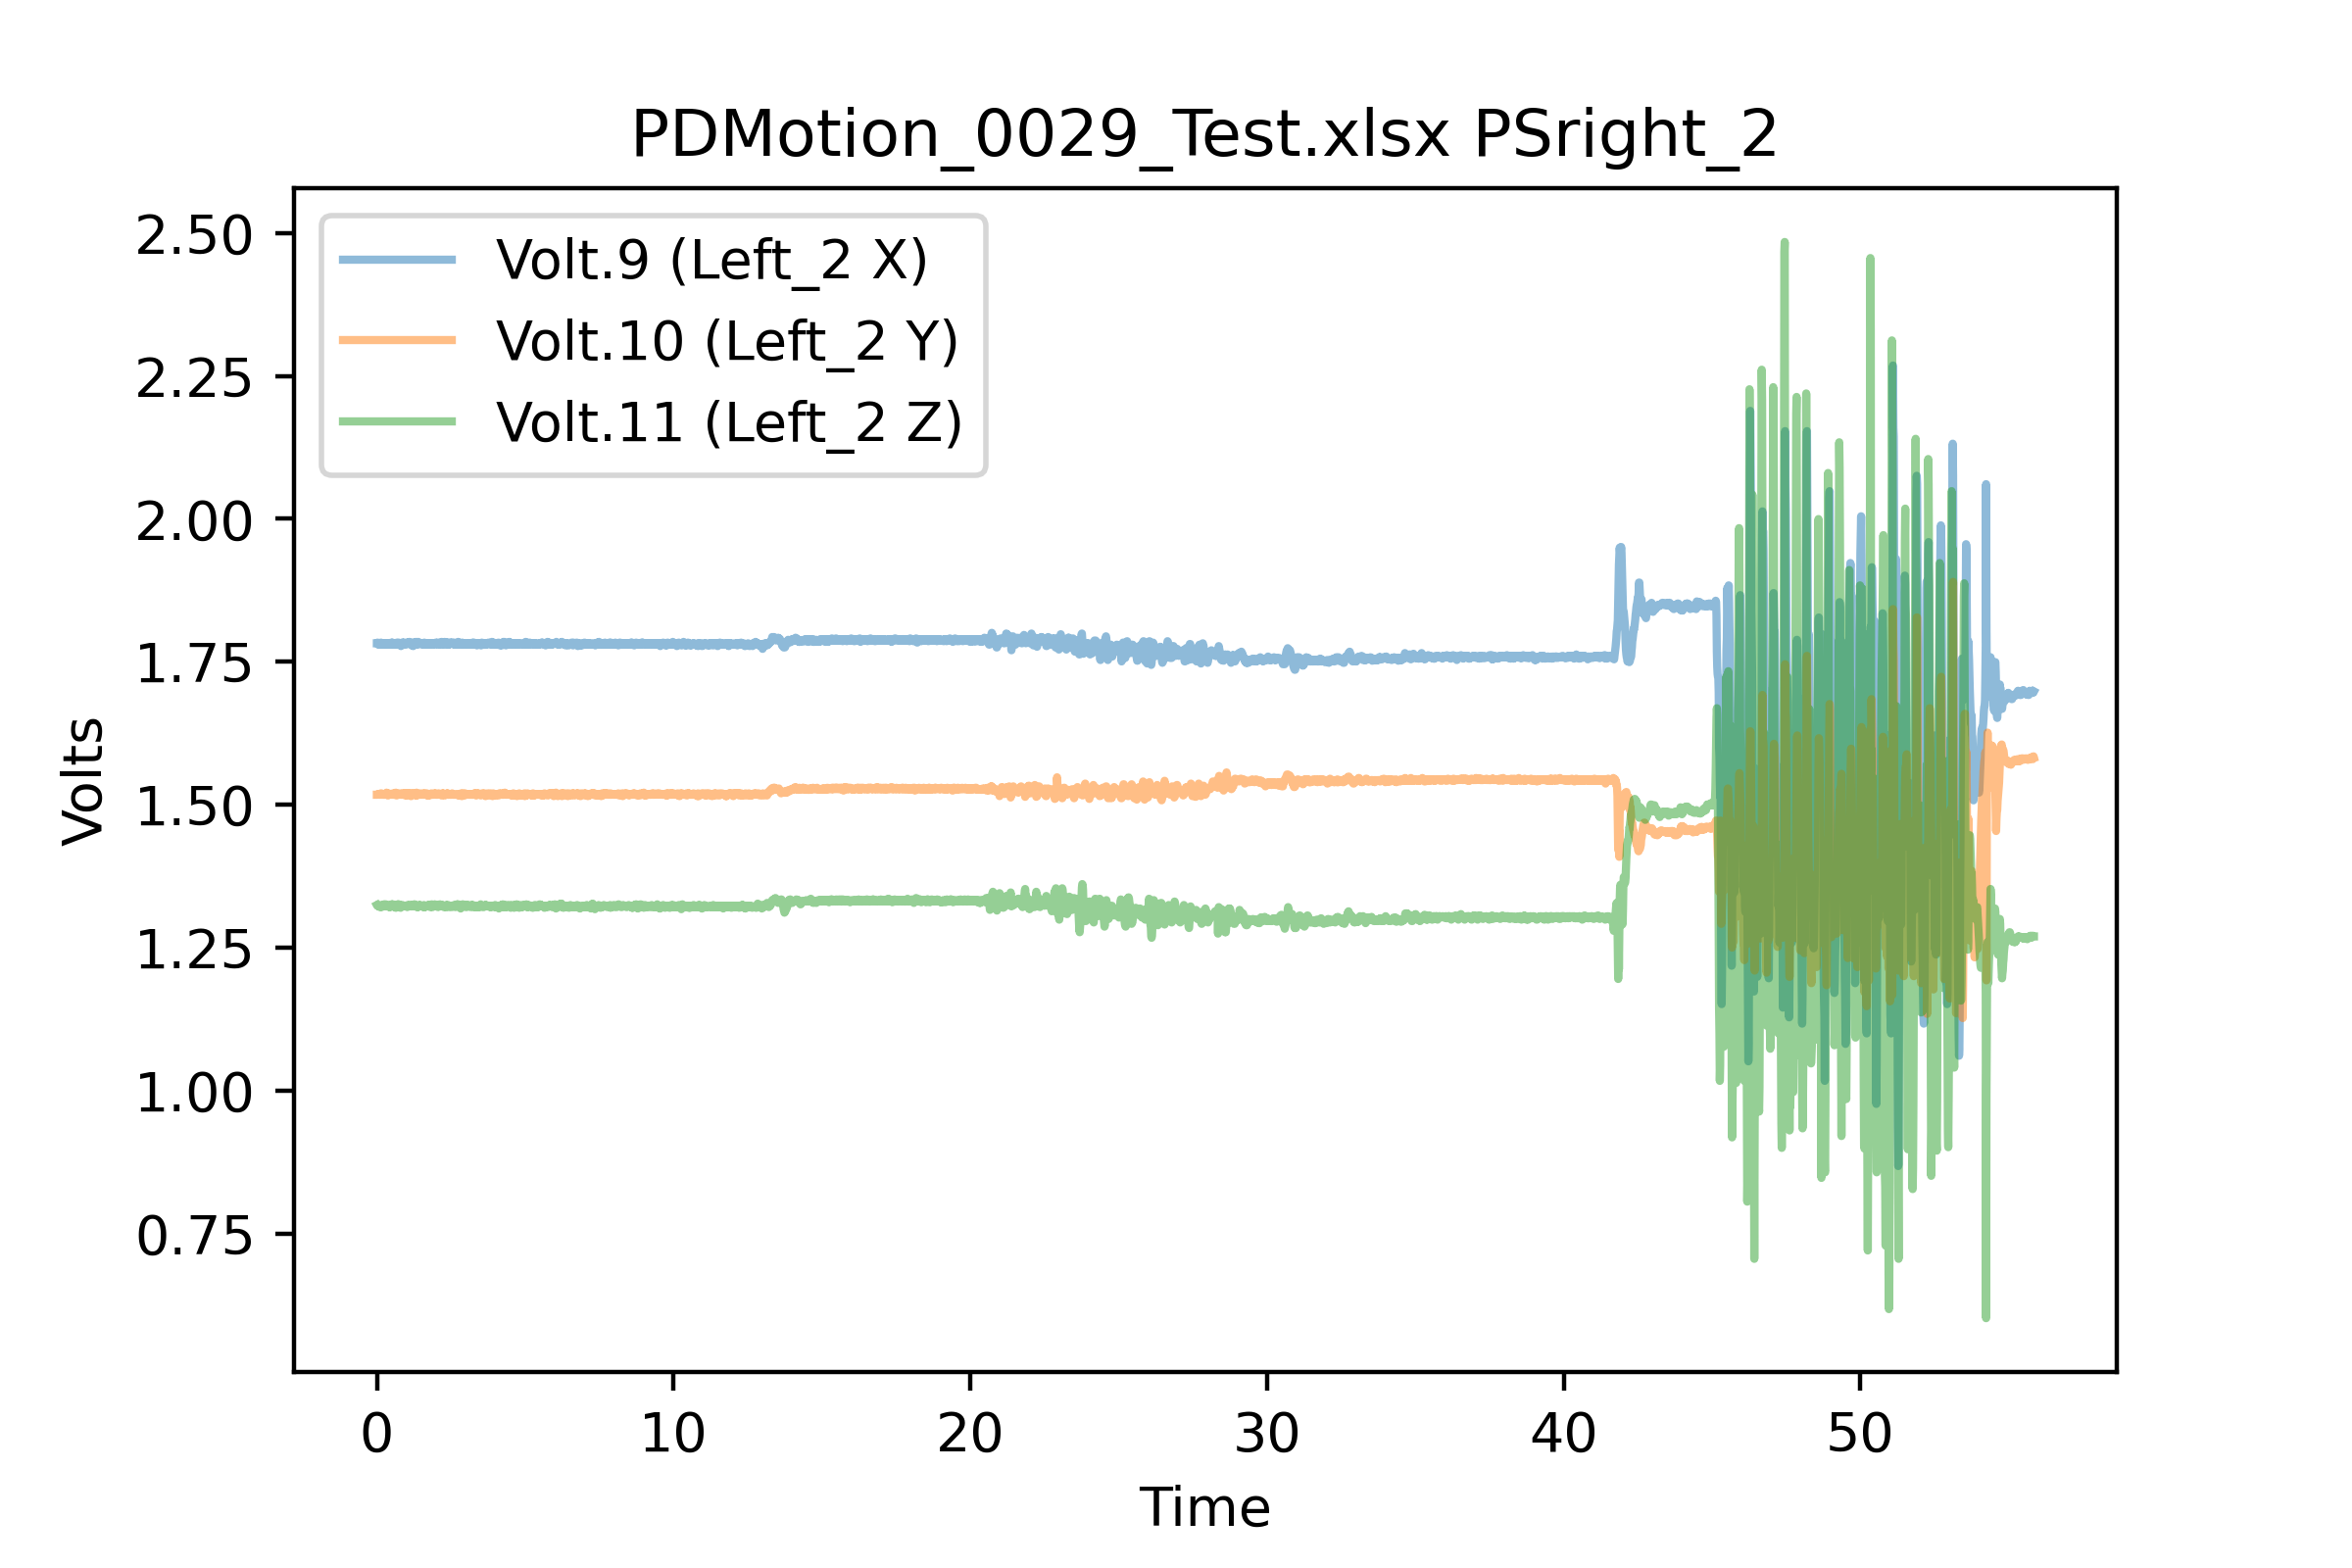 PDMotion_0029_Test.xlsx PSright_2
Volt.9 (Left_2 X)
Volt.10 (Left_2 Y)
Volt.11 (Left_2 Z)
Volts
2.50
2.25
2.00
1.75
1.50
1.25
1.00
0.75
0 10 20 30 40 50
Time